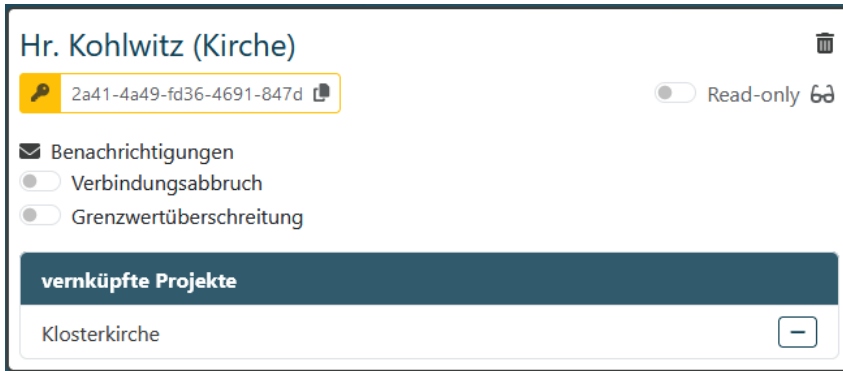 Hr. Kohlwitz (Kirche)
2a41-4a49-fd36-4691-847d
Read-only
Benachrichtigungen
Verbindungsabbruch
Grenzwertüberschreitung
vernküpfte Projekte
Klosterkirche